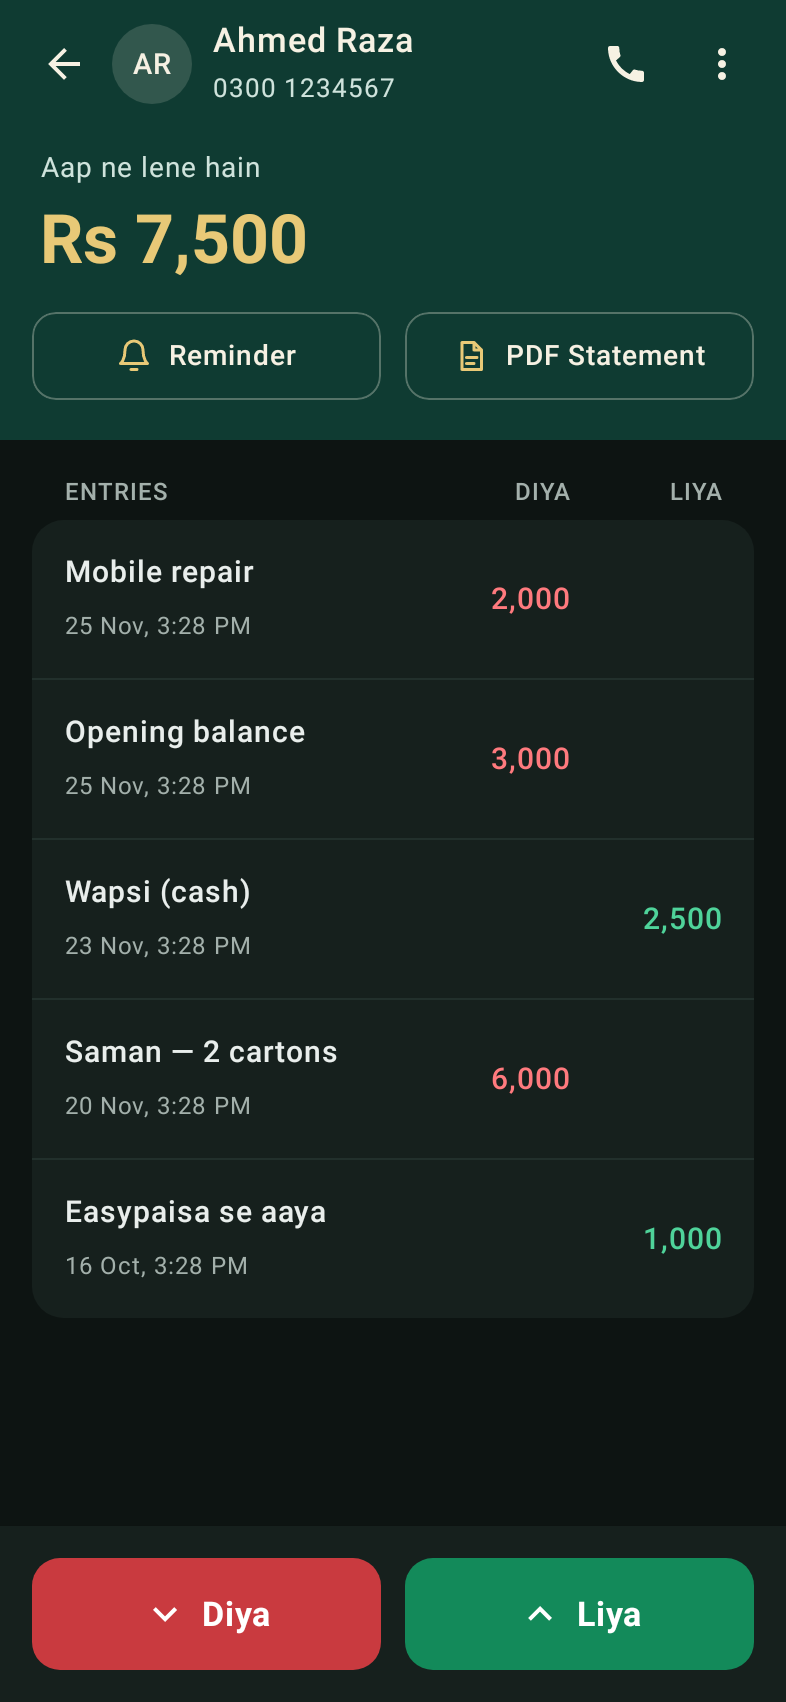 AR
Ahmed Raza
0300 1234567
Aap ne lene hain
Rs 7,500
Reminder
PDF Statement
ENTRIES DIYA LIYA
Mobile repair
2,000
25 Nov, 3:28 PM
Opening balance
3,000
25 Nov, 3:28 PM
Wapsi (cash)
2,500
23 Nov, 3:28 PM
Saman — 2 cartons
6,000
20 Nov, 3:28 PM
Easypaisa se aaya
1,000
16 Oct, 3:28 PM
Diya
Liya